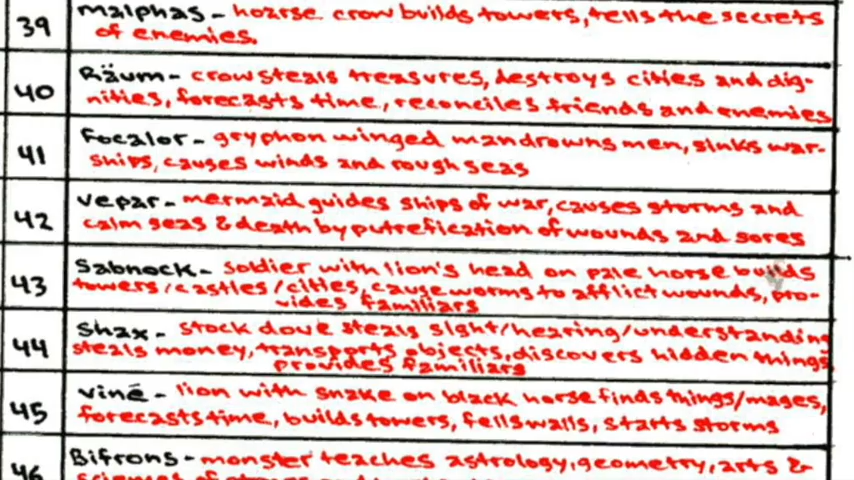 39 Malphas - hoarse crow builds towers, tells the secrets
of enemies.
40 Räum - crow steals treasures, destroys cities and dig-
nities, forecasts time, reconciles friends and enemies
41 Focalor - gryphon winged man drowns men, sinks war-
ships, causes winds and rough seas
42 Vepar - mermaid guides ships of war, causes storms and
calm seas & death by putrefication of wounds and sores
43 Sabnock - soldier with lion's head on pale horse builds
towers/castles/cities, cause worms to afflict wounds, pro-
vides familiars
44 Shax - stock dove steals sight/hearing/understanding
steals money, transports objects, discovers hidden things
provides familiars
45 Viné - lion with snake on black horse finds things/mages,
forecasts time, builds towers, fells walls, starts storms
46 Bifrons - monster teaches astrology, geometry, arts &
sciences of